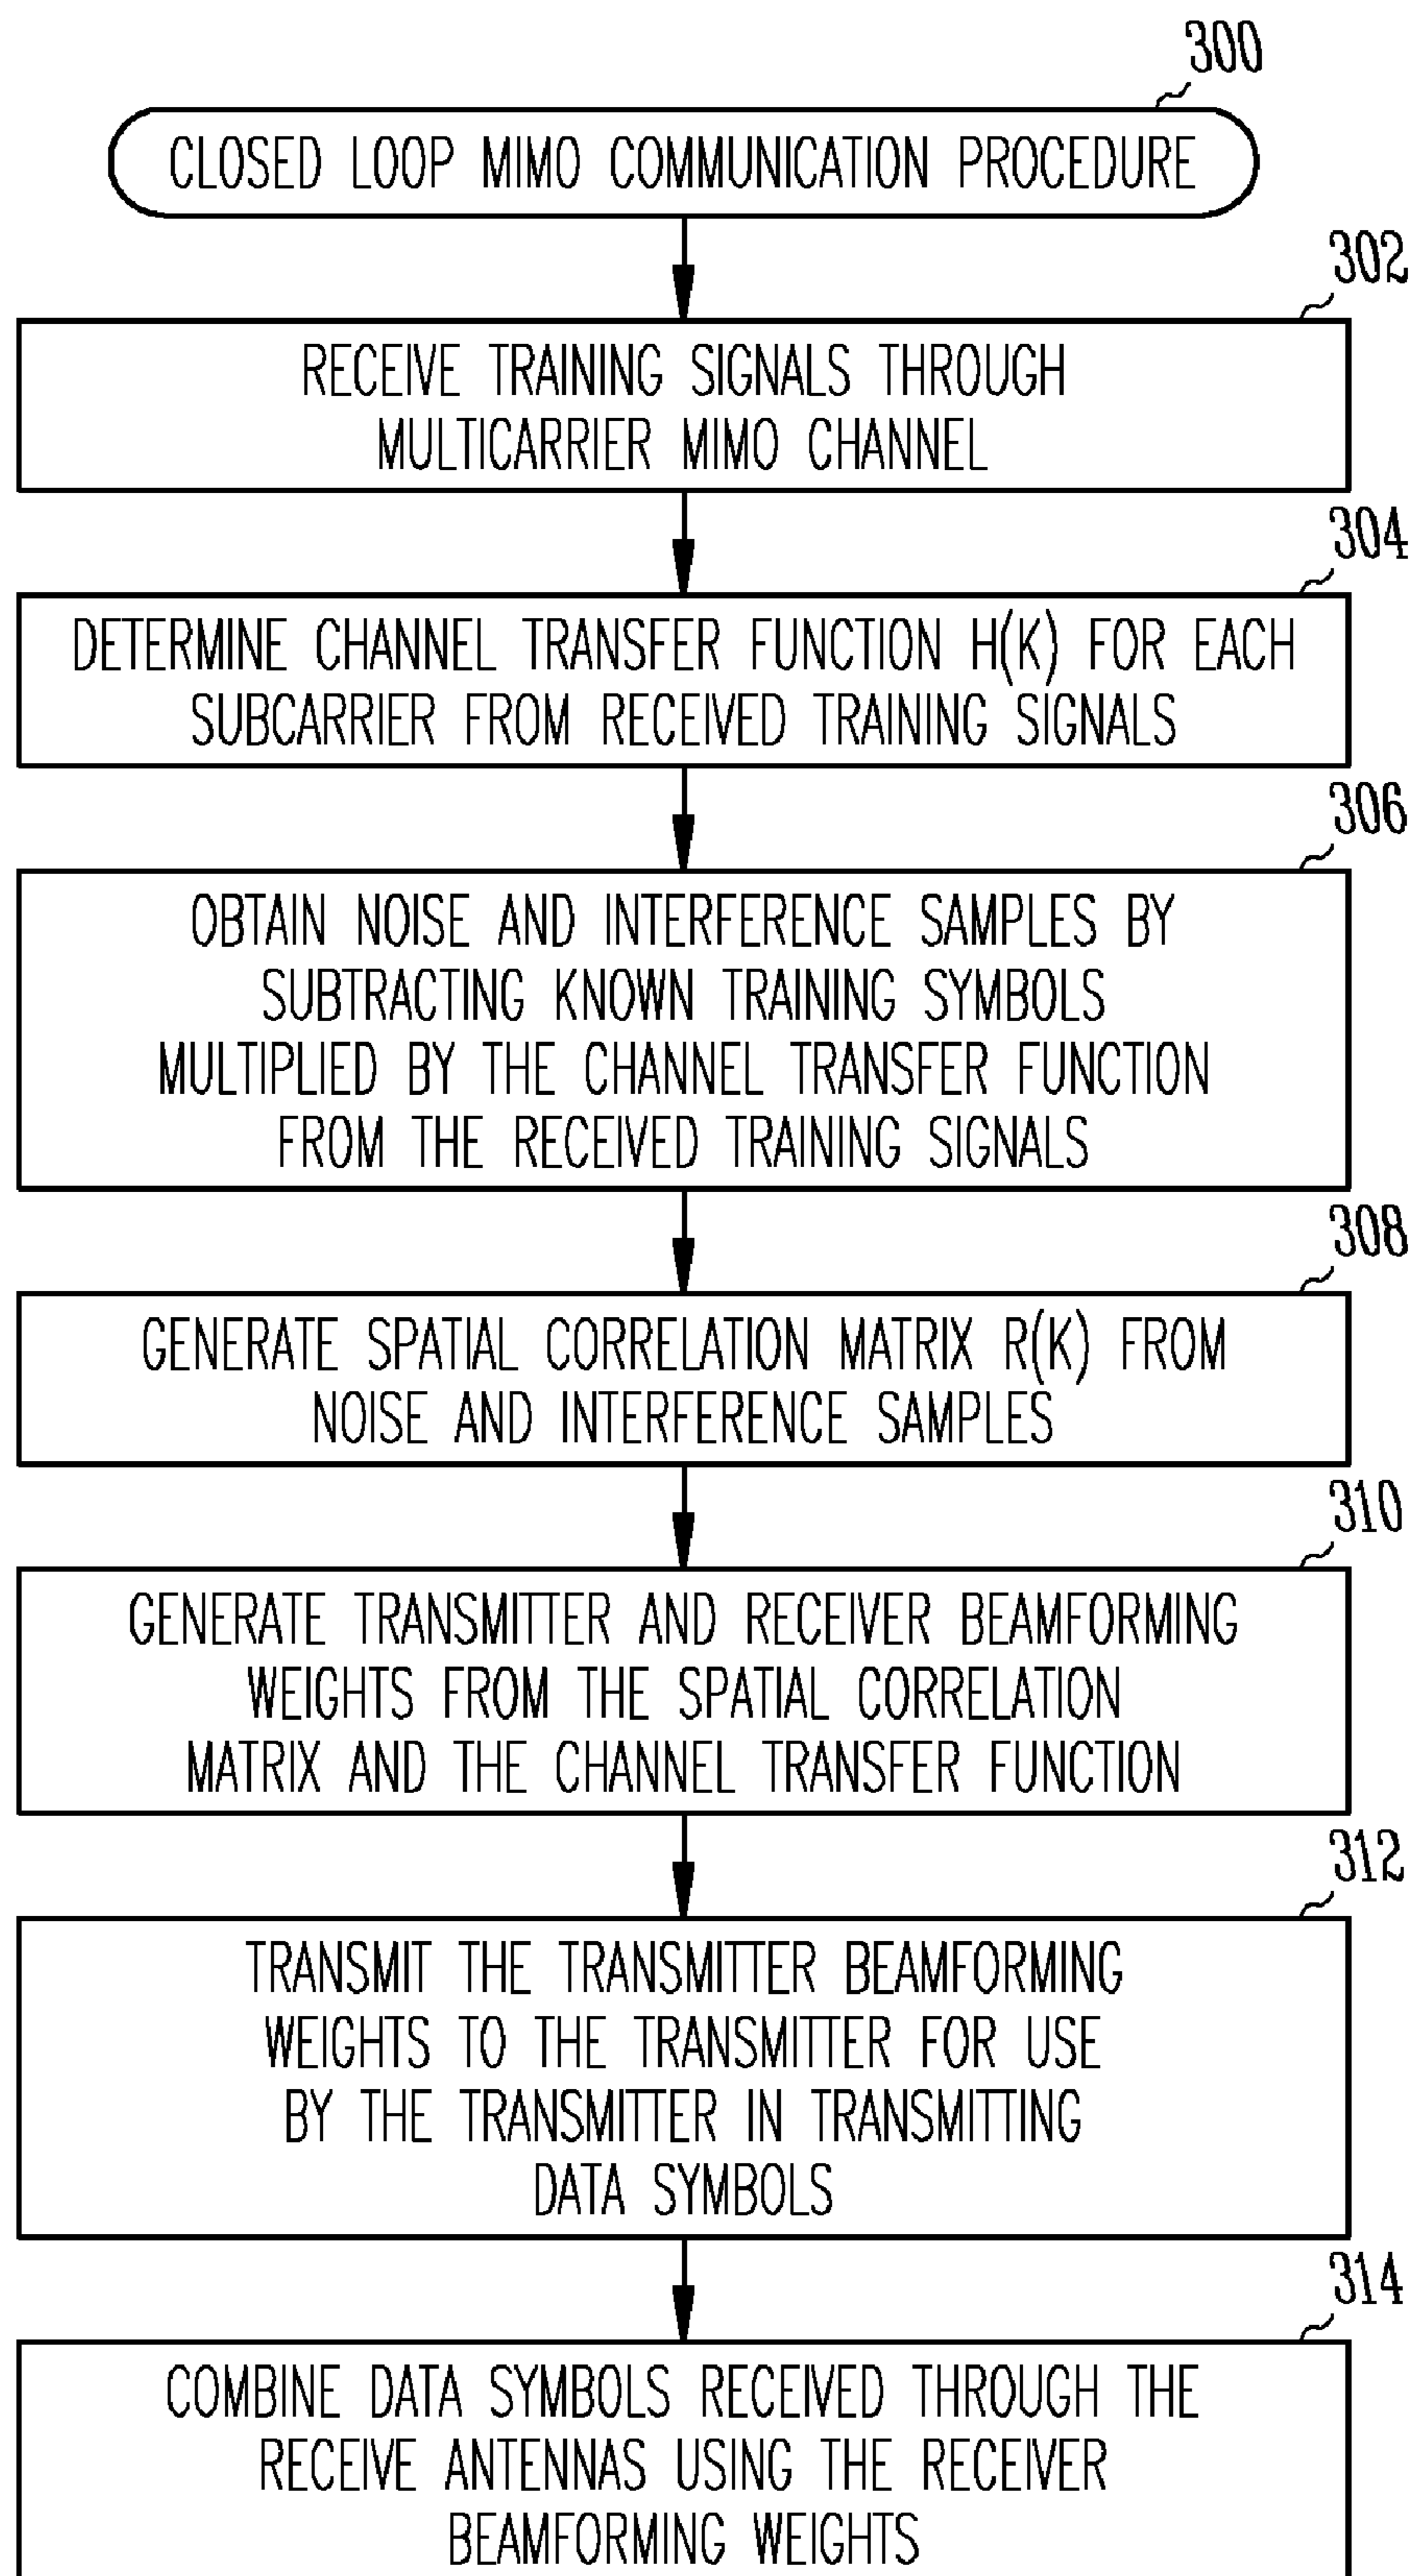 300
CLOSED LOOP MIMO COMMUNICATION PROCEDURE
302
RECEIVE TRAINING SIGNALS THROUGH
MULTICARRIER MIMO CHANNEL
304
DETERMINE CHANNEL TRANSFER FUNCTION H(K) FOR EACH
SUBCARRIER FROM RECEIVED TRAINING SIGNALS
306
OBTAIN NOISE AND INTERFERENCE SAMPLES BY
SUBTRACTING KNOWN TRAINING SYMBOLS
MULTIPLIED BY THE CHANNEL TRANSFER FUNCTION
FROM THE RECEIVED TRAINING SIGNALS
308
GENERATE SPATIAL CORRELATION MATRIX R(K) FROM
NOISE AND INTERFERENCE SAMPLES
310
GENERATE TRANSMITTER AND RECEIVER BEAMFORMING
WEIGHTS FROM THE SPATIAL CORRELATION
MATRIX AND THE CHANNEL TRANSFER FUNCTION
312
TRANSMIT THE TRANSMITTER BEAMFORMING
WEIGHTS TO THE TRANSMITTER FOR USE
BY THE TRANSMITTER IN TRANSMITTING
DATA SYMBOLS
314
COMBINE DATA SYMBOLS RECEIVED THROUGH THE
RECEIVE ANTENNAS USING THE RECEIVER
BEAMFORMING WEIGHTS